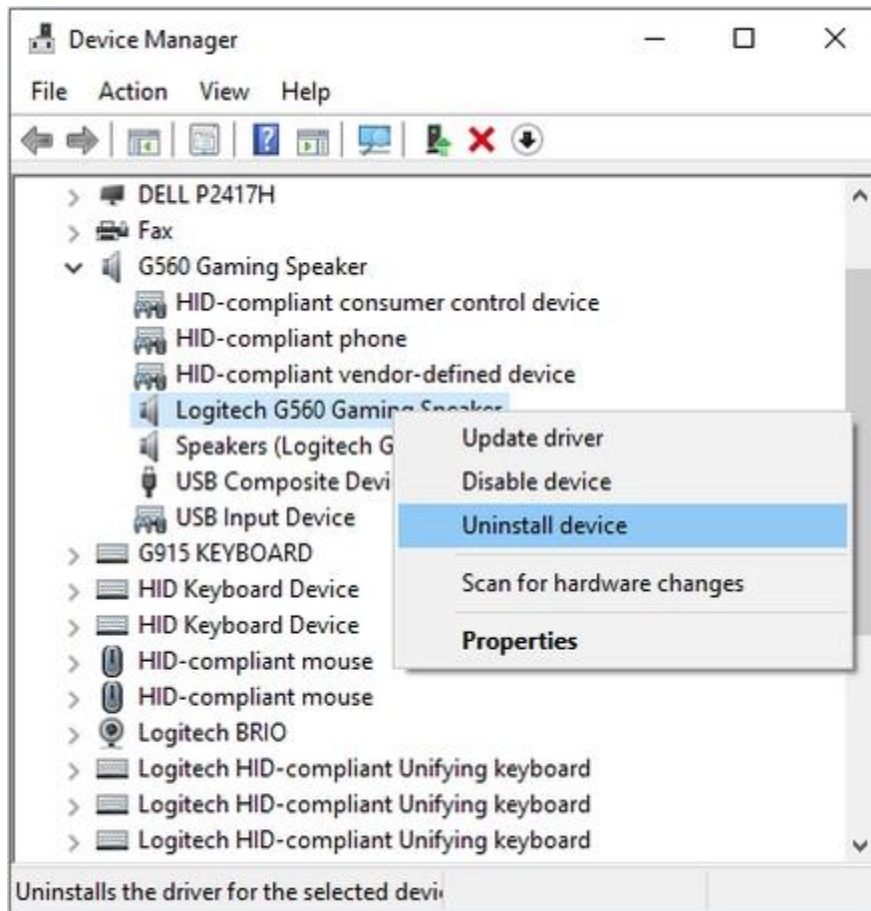 Device Manager
File Action View Help
DELL P2417H
Fax
G560 Gaming Speaker
HID-compliant consumer control device
HID-compliant phone
HID-compliant vendor-defined device
Logitech G560 Gaming Speaker
Speakers (Logitech G
USB Composite Devi
USB Input Device
Update driver
Disable device
Uninstall device
Scan for hardware changes
Properties
G915 KEYBOARD
HID Keyboard Device
HID Keyboard Device
HID-compliant mouse
HID-compliant mouse
Logitech BRIO
Logitech HID-compliant Unifying keyboard
Logitech HID-compliant Unifying keyboard
Logitech HID-compliant Unifying keyboard
Uninstalls the driver for the selected devi